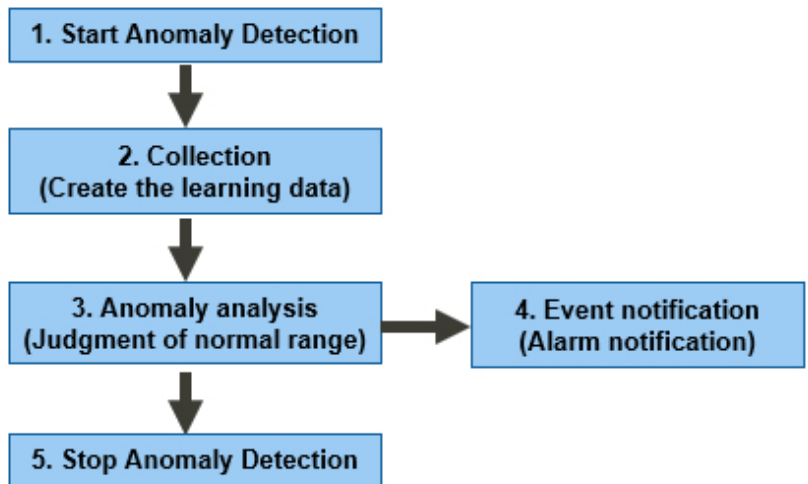 1. Start Anomaly Detection
2. Collection
(Create the learning data)
3. Anomaly analysis
(Judgment of normal range)
4. Event notification
(Alarm notification)
5. Stop Anomaly Detection